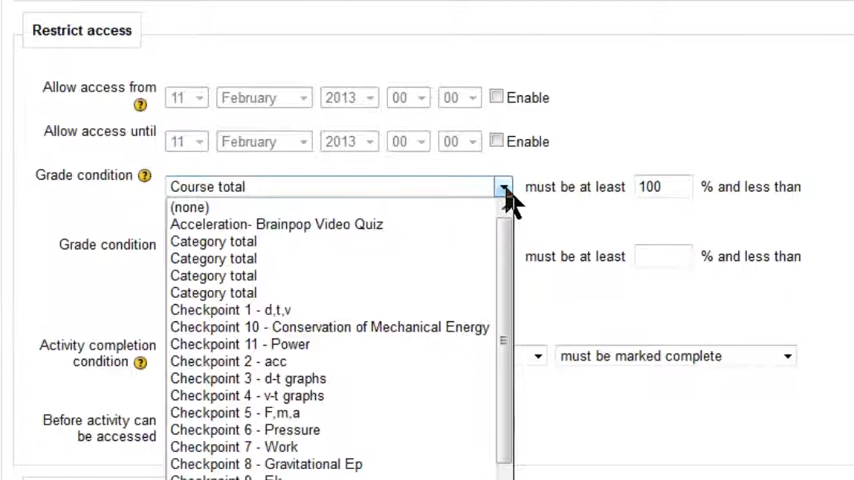 Restrict access
Allow access from
11 February 2013 00 00 Enable
Allow access until
11 February 2013 00 00 Enable
Grade condition Course total must be at least 100 % and less than
(none)
Acceleration- Brainpop Video Quiz
Category total
Grade condition must be at least % and less than
Category total
Category total
Category total
Checkpoint 1 - d,t,v
Checkpoint 10 - Conservation of Mechanical Energy
Checkpoint 11 - Power
Activity completion
condition must be marked complete
Checkpoint 2 - acc
Checkpoint 3 - d-t graphs
Checkpoint 4 - v-t graphs
Checkpoint 5 - F,m,a
Before activity can
be accessed
Checkpoint 6 - Pressure
Checkpoint 7 - Work
Checkpoint 8 - Gravitational Ep